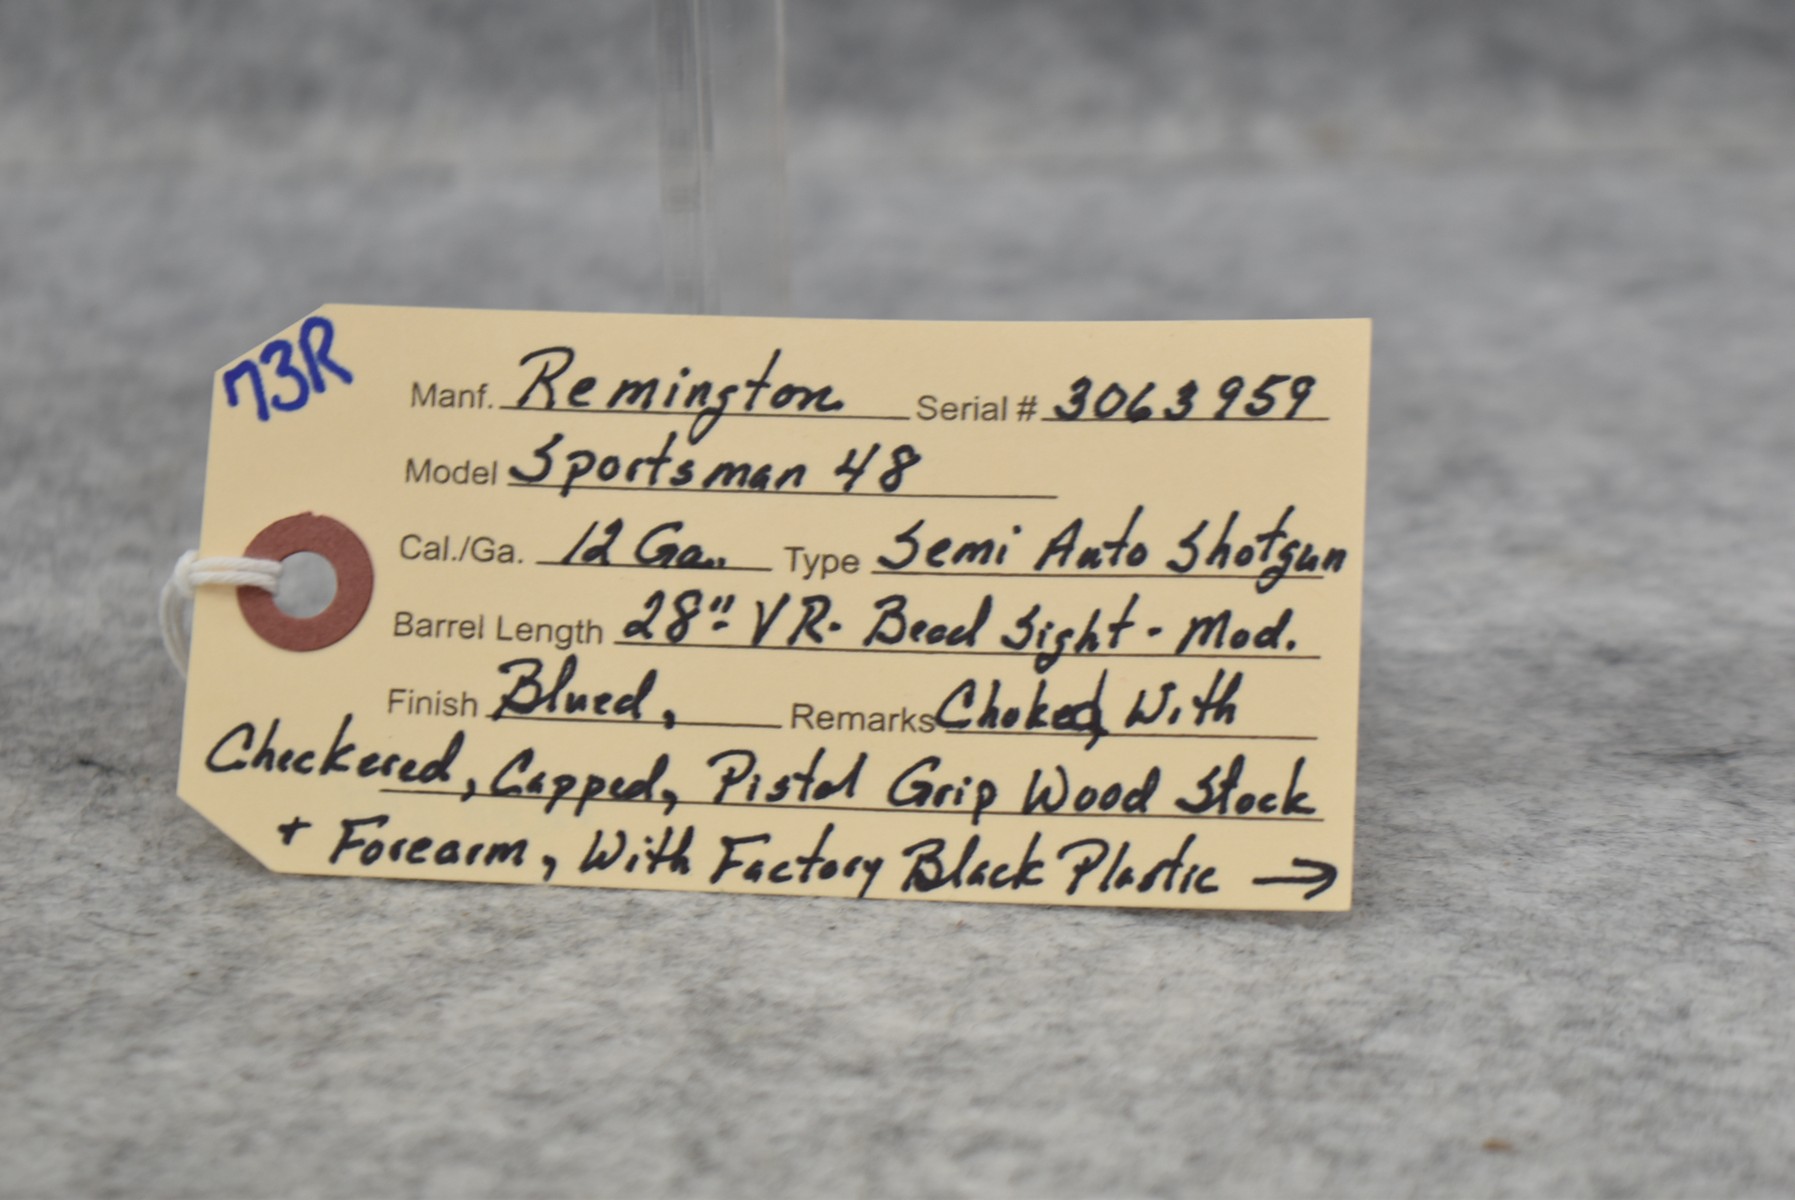 73R
Manf. Remington Serial # 3063959
Model Sportsman 48
Cal./Ga. 12 Ga. Type Semi Auto Shotgun
Barrel Length 28" VR. Bead Sight - Mod.
Finish Blued, Remarks Choked, With
Checkered, Capped, Pistol Grip Wood Stock
+ Forearm, With Factory Black Plastic →